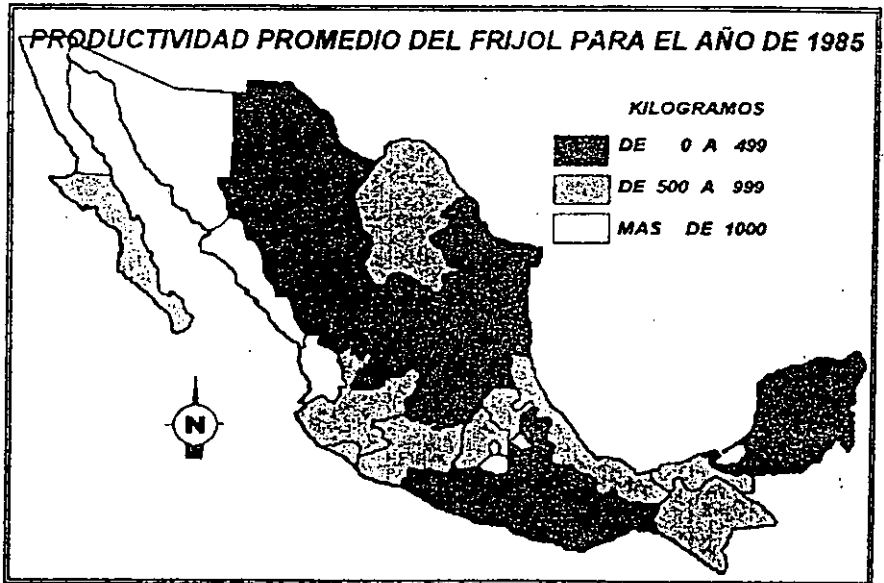 PRODUCTIVIDAD PROMEDIO DEL FRIJOL PARA EL AÑO DE 1985
KILOGRAMOS
DE 0 A 499
DE 500 A 999
MAS DE 1000
N